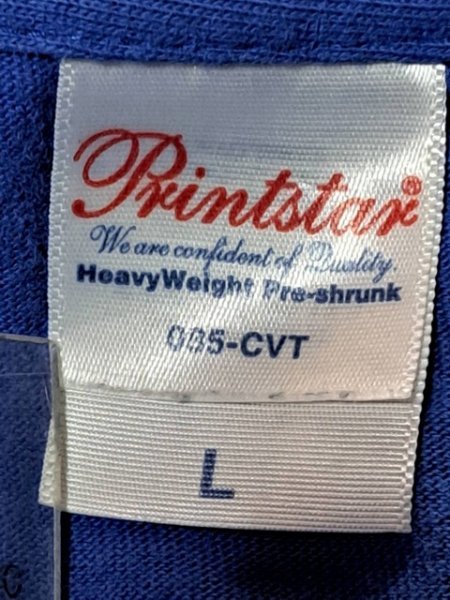 Printstar®
We are confident of Quality.
HeavyWeight Pre-shrunk
085-CVT
L